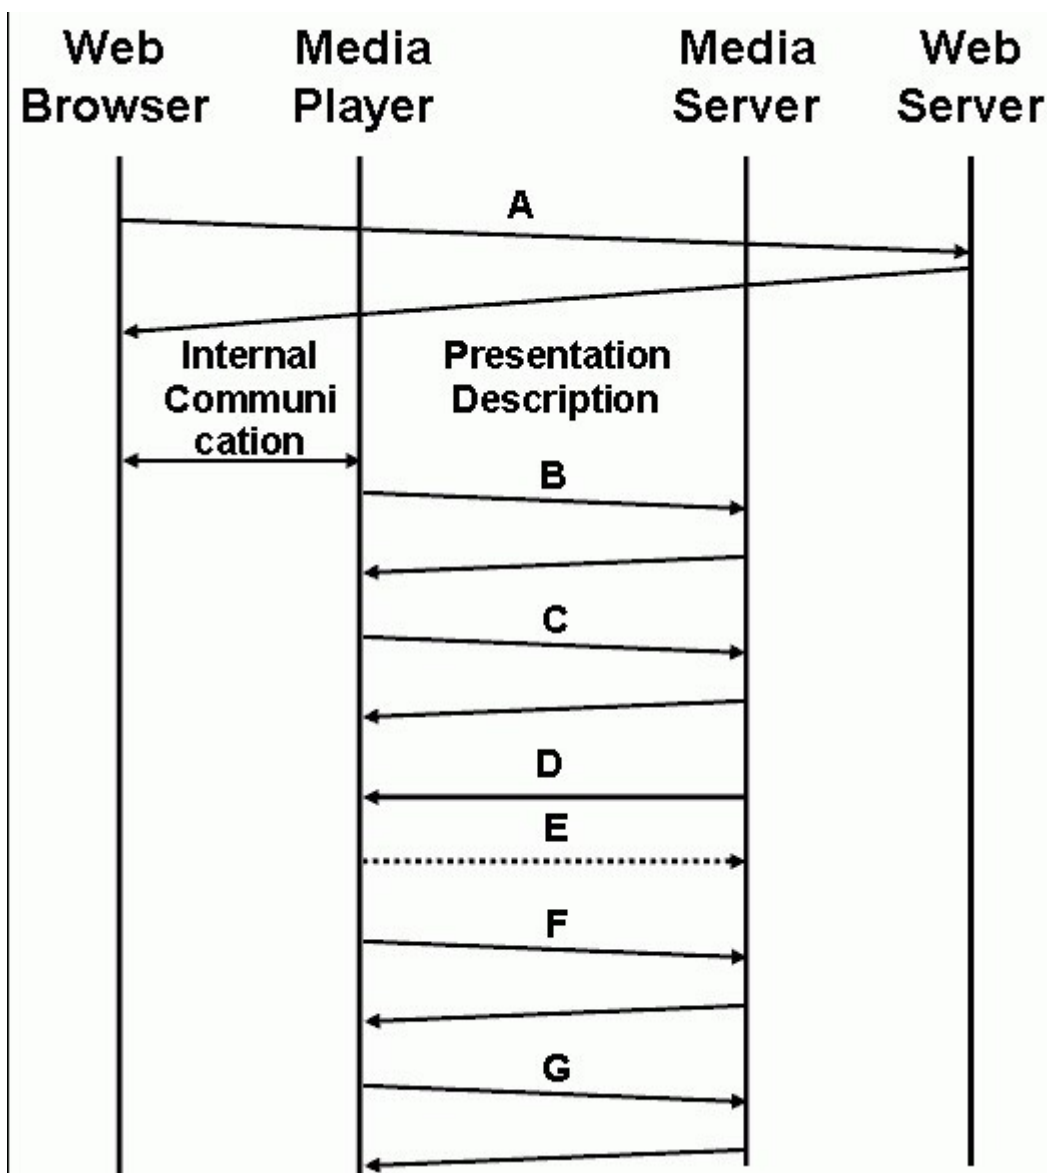 Web
Browser
Media
Player
Media
Server
Web
Server
A
Internal
Communi
cation
Presentation
Description
B
C
D
E
F
G